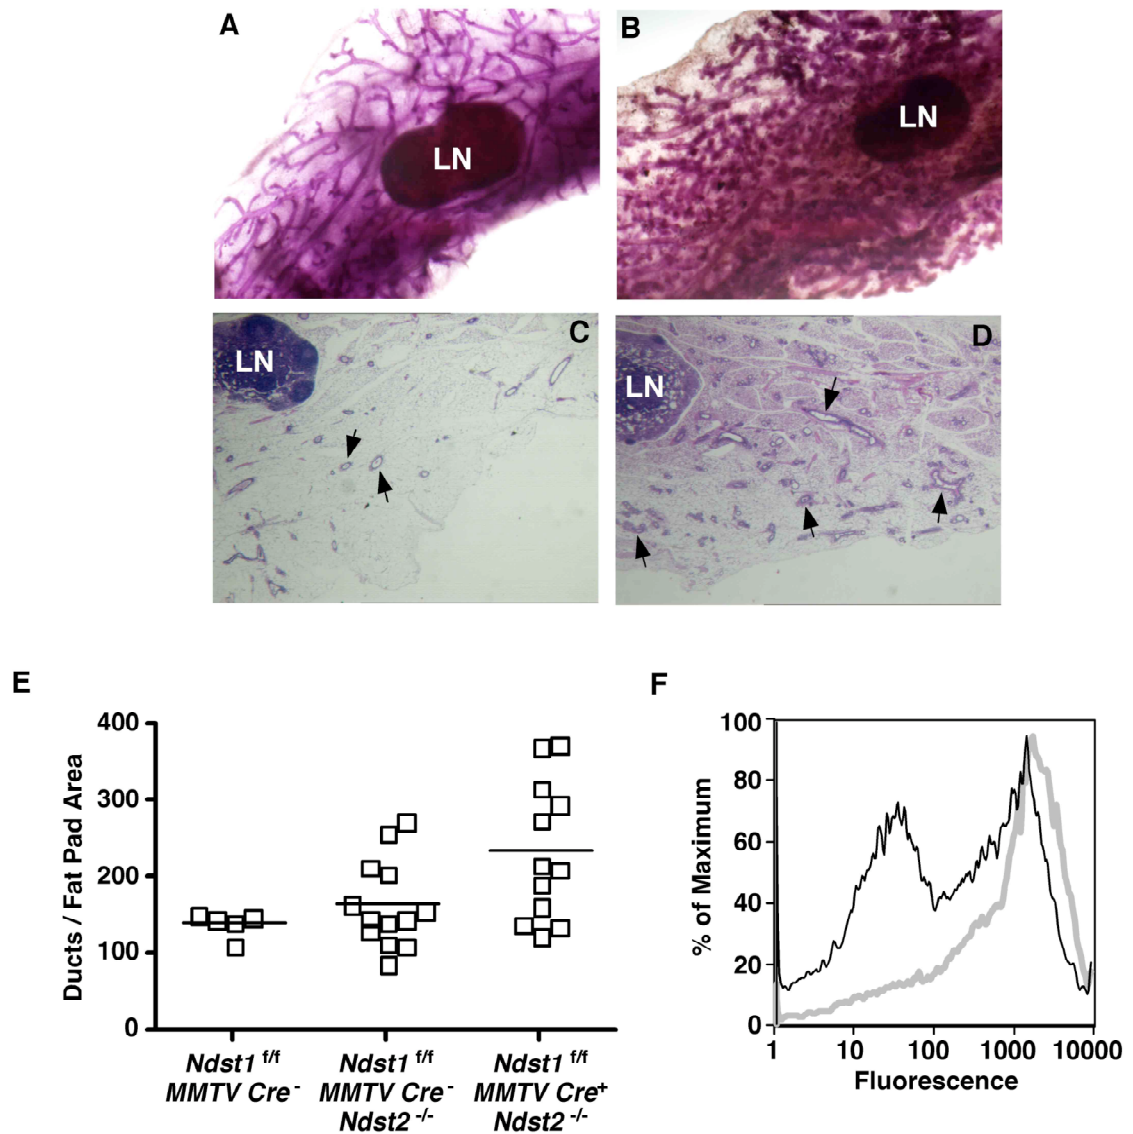 A
B
LN
LN
C
D
LN
LN
E
F
400
300
200
100
0
Ducts / Fat Pad Area
Ndst1 f/f
MMTV Cre -
Ndst1 f/f
MMTV Cre -
Ndst2 -/-
Ndst1 f/f
MMTV Cre+
Ndst2 -/-
100
80
60
40
20
0
% of Maximum
1
10
100
1000
10000
Fluorescence